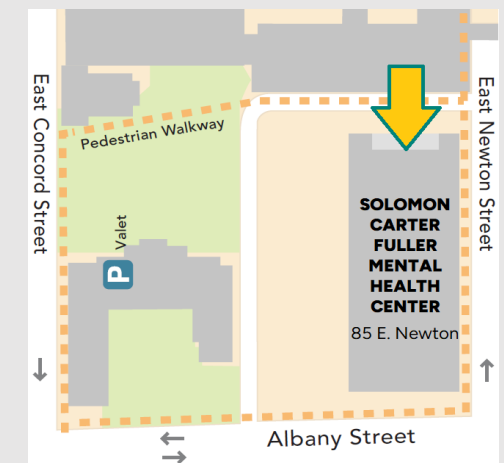 East Concord Street
Pedestrian Walkway
East Newton Street
Valet
P
SOLOMON
CARTER
FULLER
MENTAL
HEALTH
CENTER
85 E. Newton
Albany Street